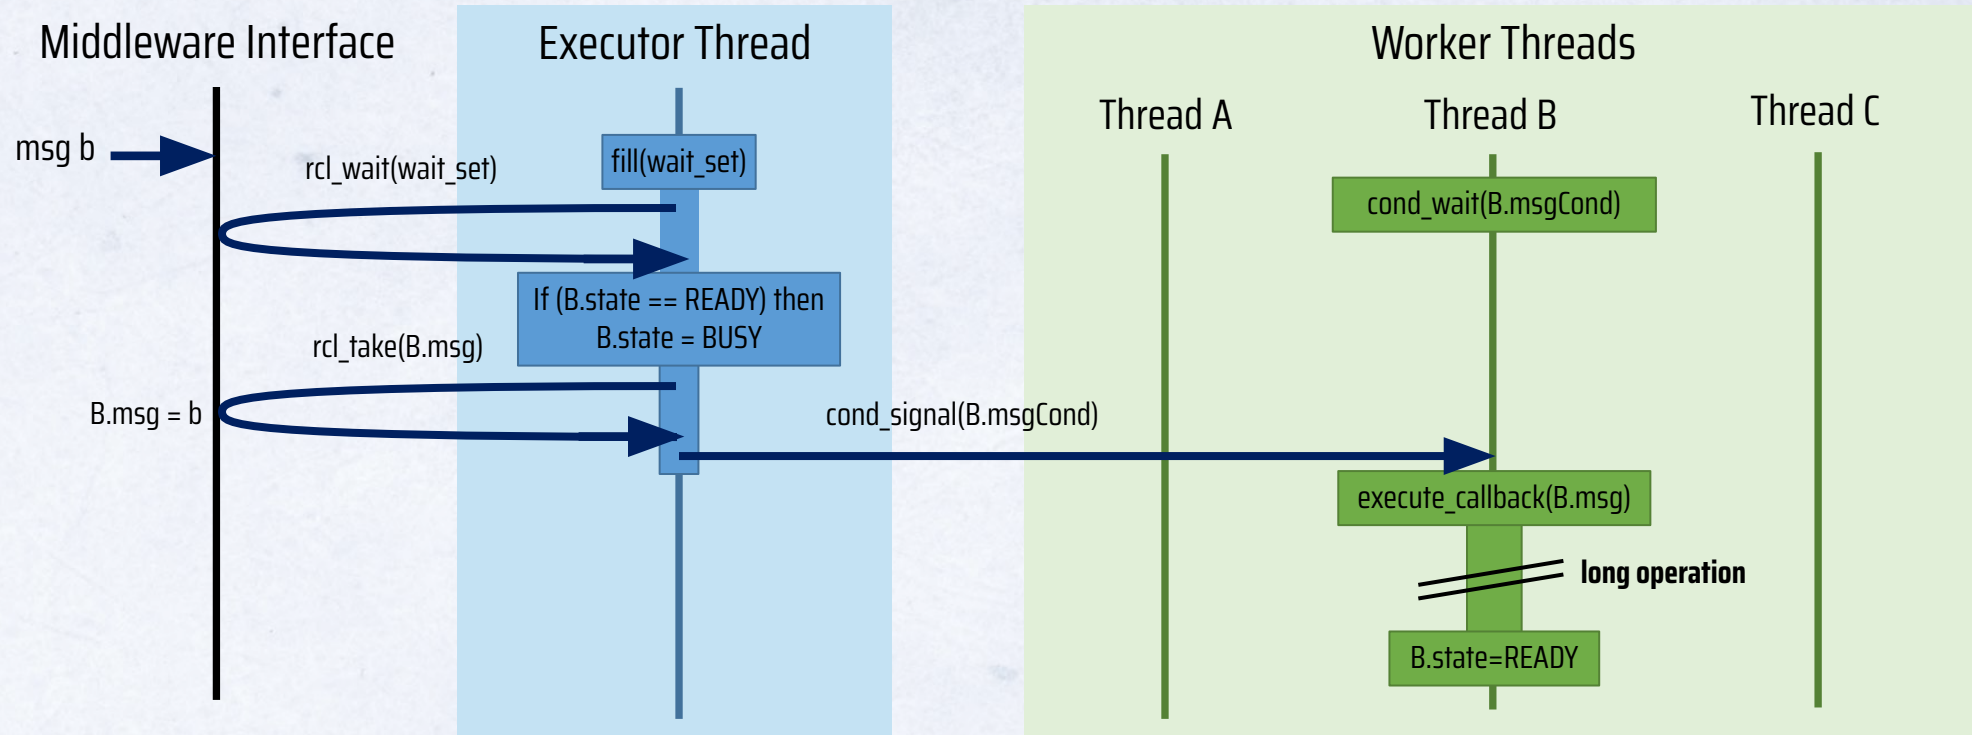 Middleware Interface
Executor Thread
Worker Threads
Thread A
Thread B
Thread C
msg b
rcl_wait(wait_set)
fill(wait_set)
cond_wait(B.msgCond)
If (B.state == READY) then
B.state = BUSY
rcl_take(B.msg)
B.msg = b
cond_signal(B.msgCond)
execute_callback(B.msg)
long operation
B.state=READY